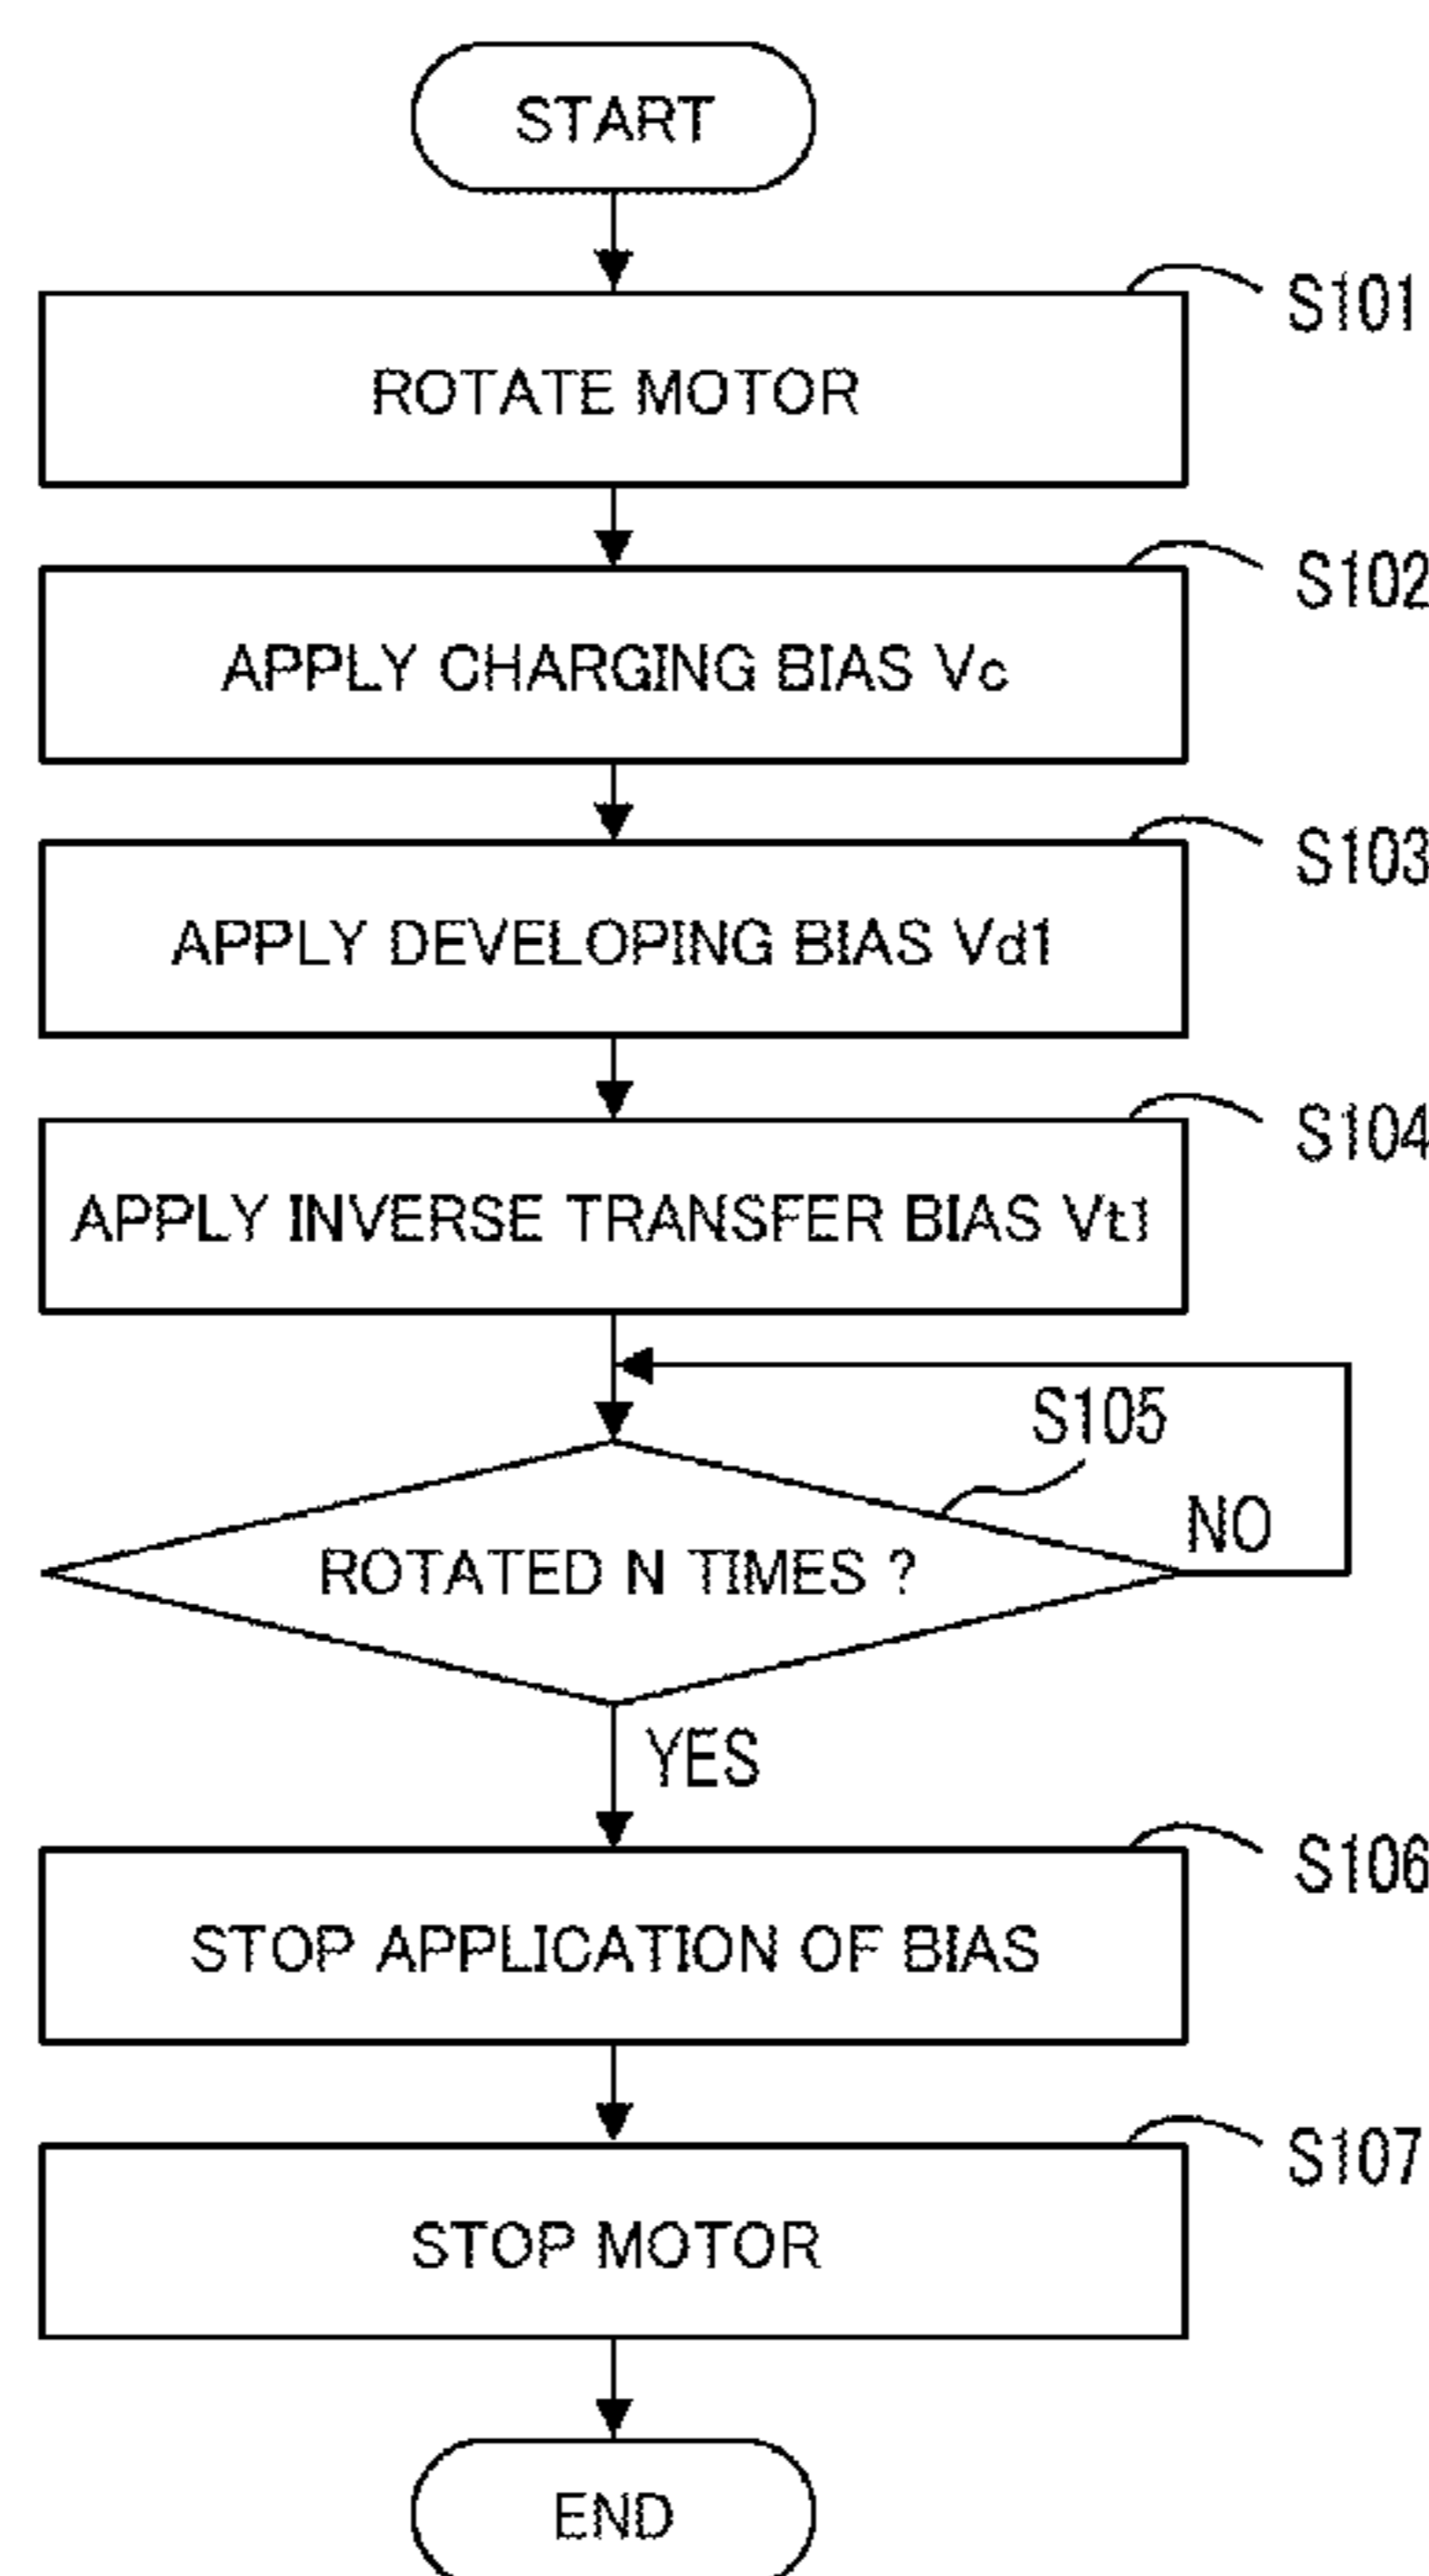 START
S101
ROTATE MOTOR
S102
APPLY CHARGING BIAS Vc
S103
APPLY DEVELOPING BIAS Vd1
S104
APPLY INVERSE TRANSFER BIAS Vt1
S105
NO
ROTATED N TIMES ?
YES
S106
STOP APPLICATION OF BIAS
S107
STOP MOTOR
END